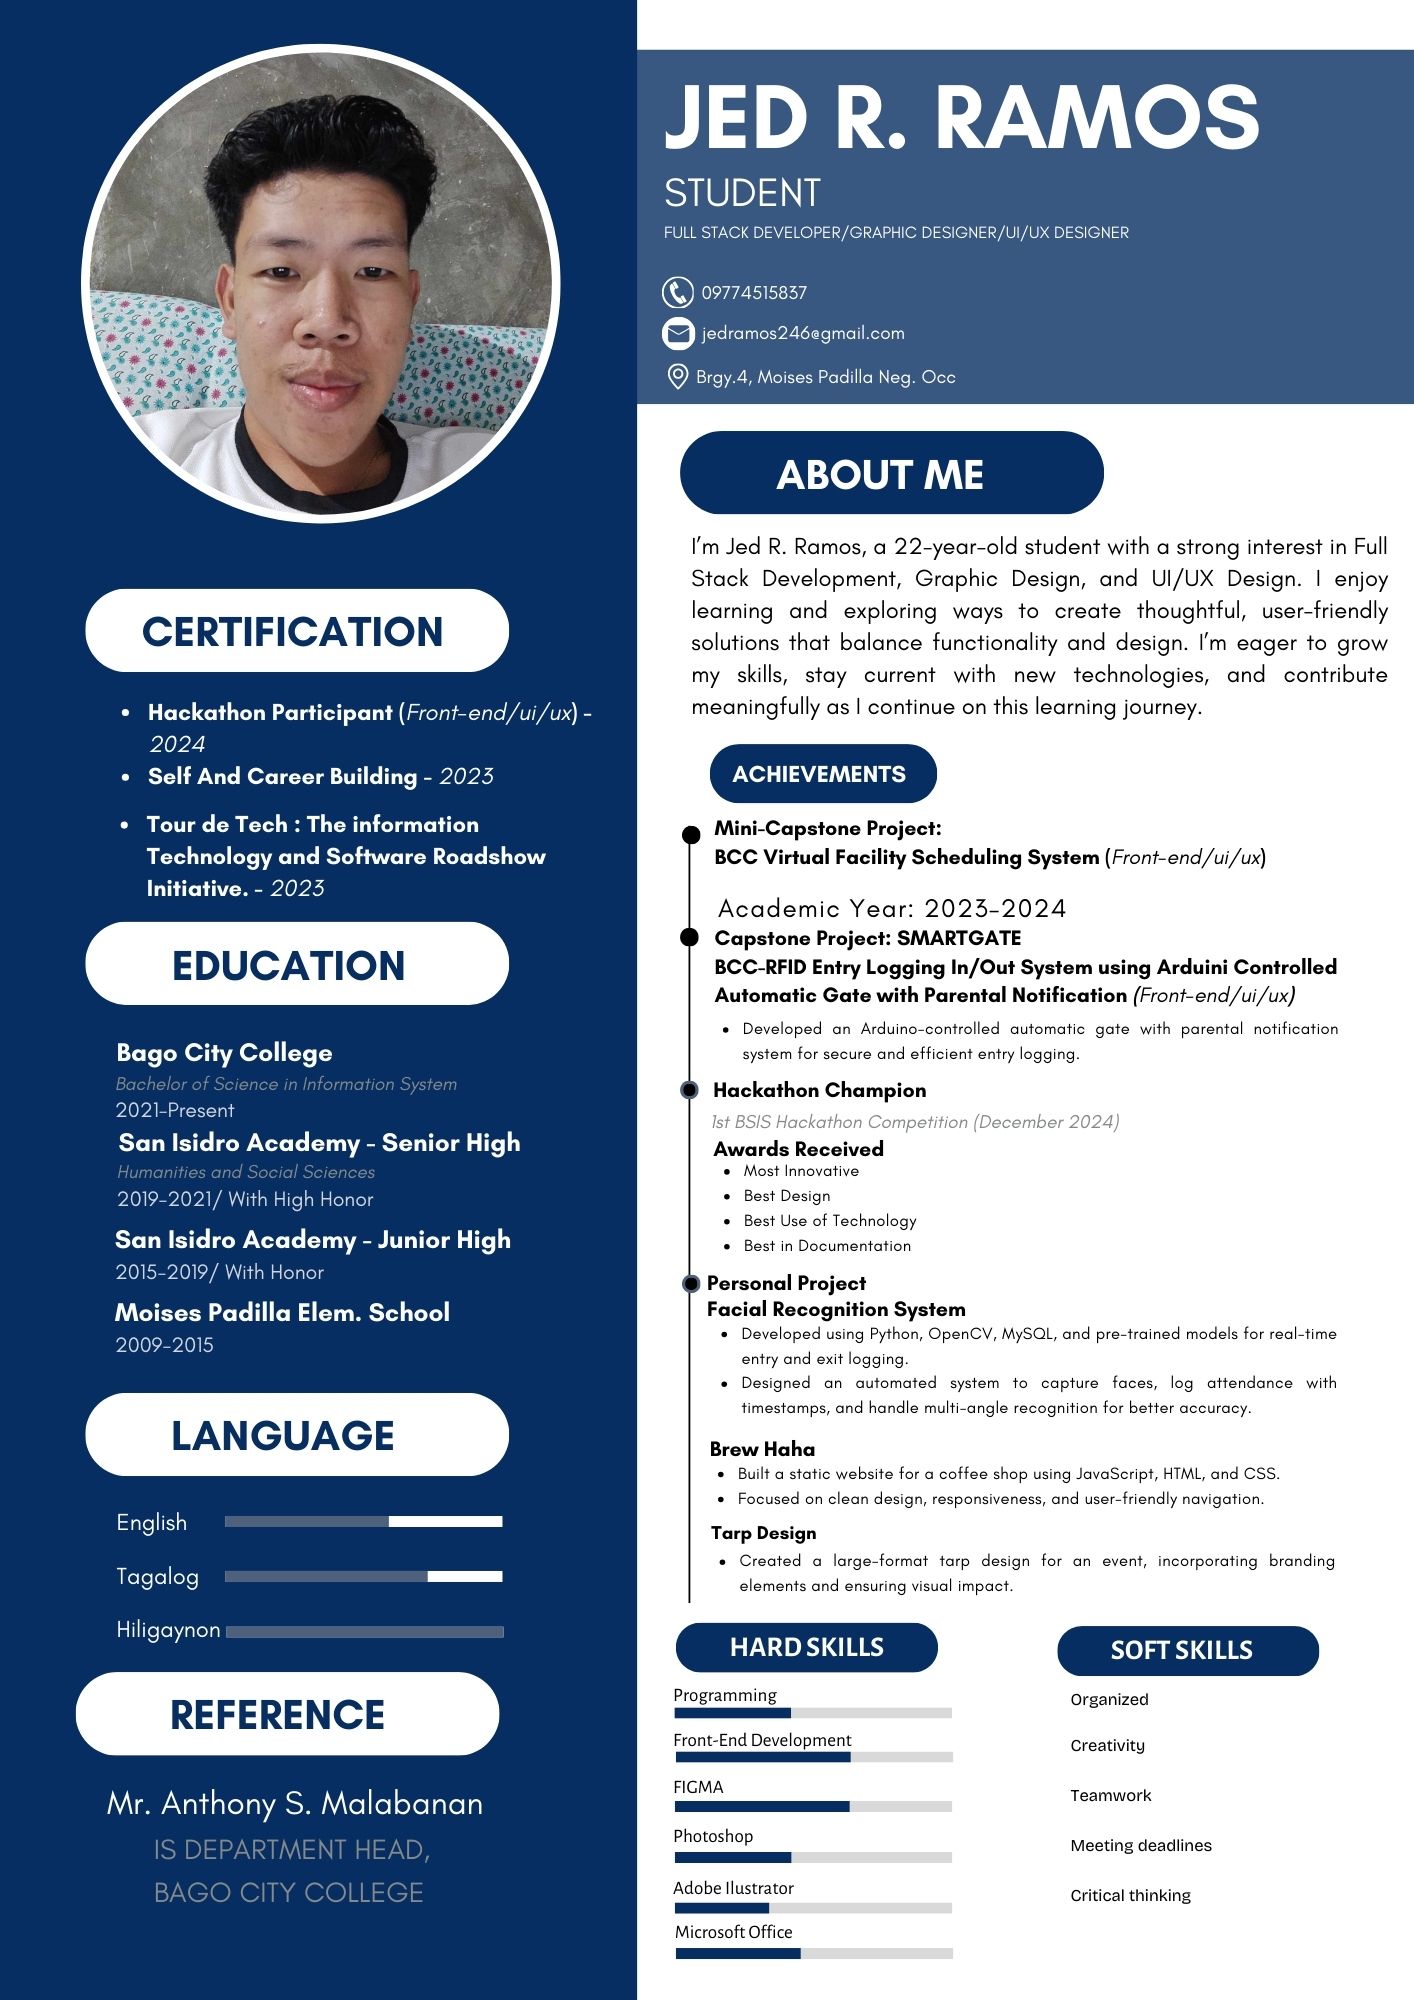 JED R. RAMOS
STUDENT
FULL STACK DEVELOPER/GRAPHIC DESIGNER/UI/UX DESIGNER
09774515837
jedramos246@gmail.com
Brgy.4, Moises Padilla Neg. Occ
CERTIFICATION
• Hackathon Participant (Front-end/ui/ux) -
2024
• Self And Career Building - 2023
• Tour de Tech : The information
Technology and Software Roadshow
Initiative. - 2023
EDUCATION
Bago City College
Bachelor of Science in Information System
2021-Present
San Isidro Academy - Senior High
Humanities and Social Sciences
2019-2021/ With High Honor
San Isidro Academy - Junior High
2015-2019/ With Honor
Moises Padilla Elem. School
2009-2015
LANGUAGE
English
Tagalog
Hiligaynon
REFERENCE
Mr. Anthony S. Malabanan
IS DEPARTMENT HEAD,
BAGO CITY COLLEGE
ABOUT ME
I'm Jed R. Ramos, a 22-year-old student with a strong interest in Full
Stack Development, Graphic Design, and UI/UX Design. I enjoy
learning and exploring ways to create thoughtful, user-friendly
solutions that balance functionality and design. I'm eager to grow
my skills, stay current with new technologies, and contribute
meaningfully as I continue on this learning journey.
ACHIEVEMENTS
Mini-Capstone Project:
BCC Virtual Facility Scheduling System (Front-end/ui/ux)
Academic Year: 2023-2024
Capstone Project: SMARTGATE
BCC-RFID Entry Logging In/Out System using Arduini Controlled
Automatic Gate with Parental Notification (Front-end/ui/ux)
• Developed an Arduino-controlled automatic gate with parental notification
system for secure and efficient entry logging.
Hackathon Champion
1st BSIS Hackathon Competition (December 2024)
Awards Received
• Most Innovative
• Best Design
• Best Use of Technology
• Best in Documentation
Personal Project
Facial Recognition System
• Developed using Python, OpenCV, MySQL, and pre-trained models for real-time
entry and exit logging.
• Designed an automated system to capture faces, log attendance with
timestamps, and handle multi-angle recognition for better accuracy.
Brew Haha
• Built a static website for a coffee shop using JavaScript, HTML, and CSS.
• Focused on clean design, responsiveness, and user-friendly navigation.
Tarp Design
• Created a large-format tarp design for an event, incorporating branding
elements and ensuring visual impact.
HARD SKILLS
Programming
Front-End Development
FIGMA
Photoshop
Adobe Ilustrator
Microsoft Office
SOFT SKILLS
Organized
Creativity
Teamwork
Meeting deadlines
Critical thinking